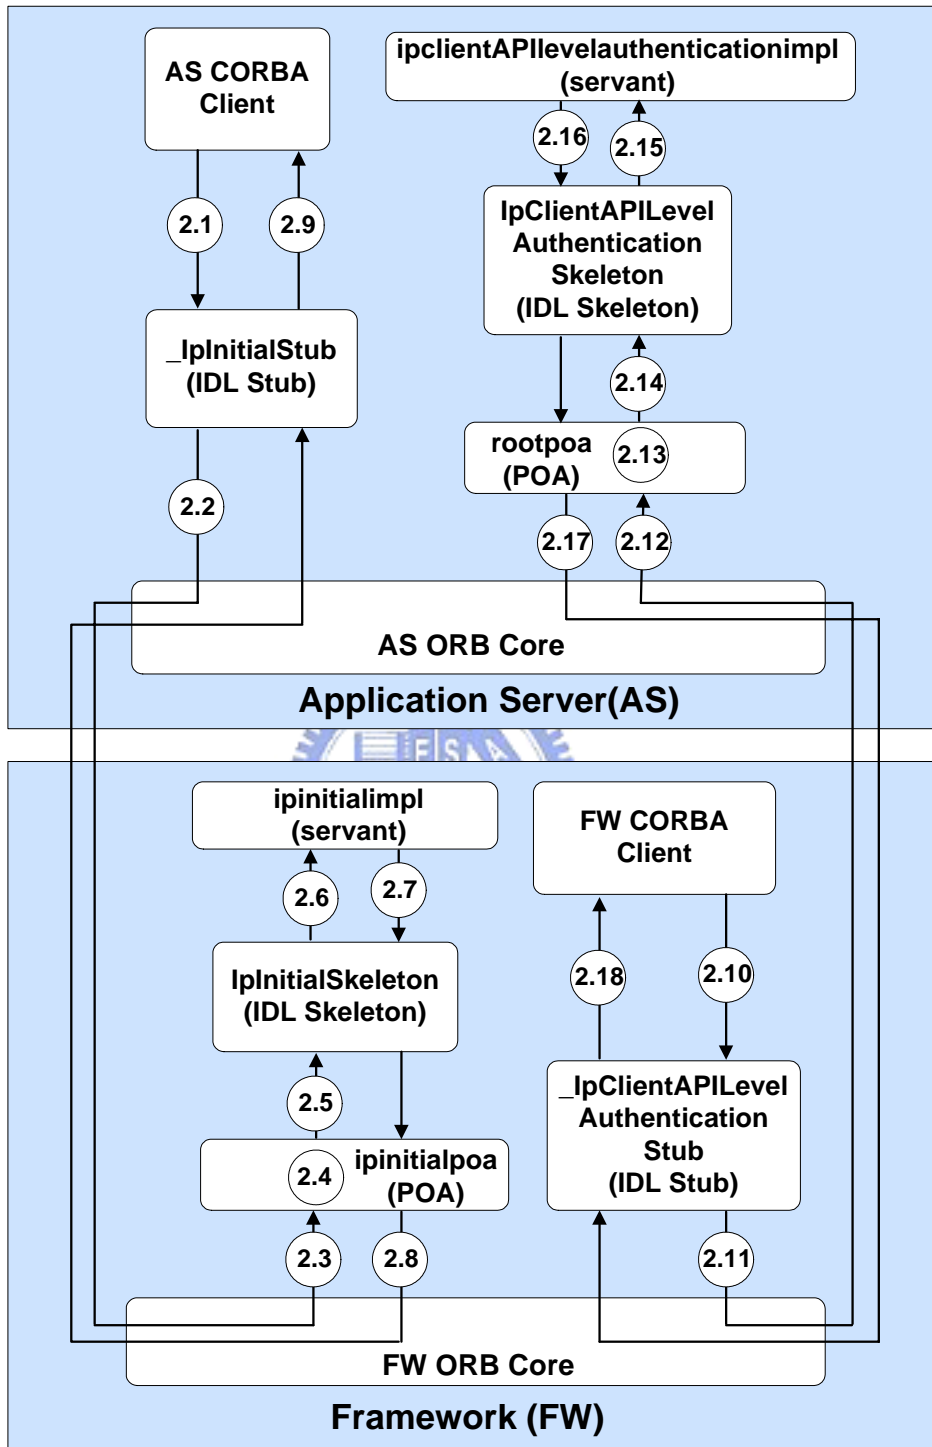 AS CORBA
Client
ipclientAPIlevelauthenticationimpl
(servant)
2.1
2.9
2.16
2.15
IpClientAPILevel
Authentication
Skeleton
(IDL Skeleton)
_IpInitialStub
(IDL Stub)
2.14
rootpoa
(POA)
2.13
2.2
2.17
2.12
AS ORB Core
Application Server(AS)
E S A
ipinitialimpl
(servant)
FW CORBA
Client
2.6
2.7
IpInitialSkeleton
(IDL Skeleton)
2.18
2.10
2.5
_IpClientAPILevel
Authentication
Stub
(IDL Stub)
2.4
ipinitialpoa
(POA)
2.3
2.8
2.11
FW ORB Core
Framework (FW)